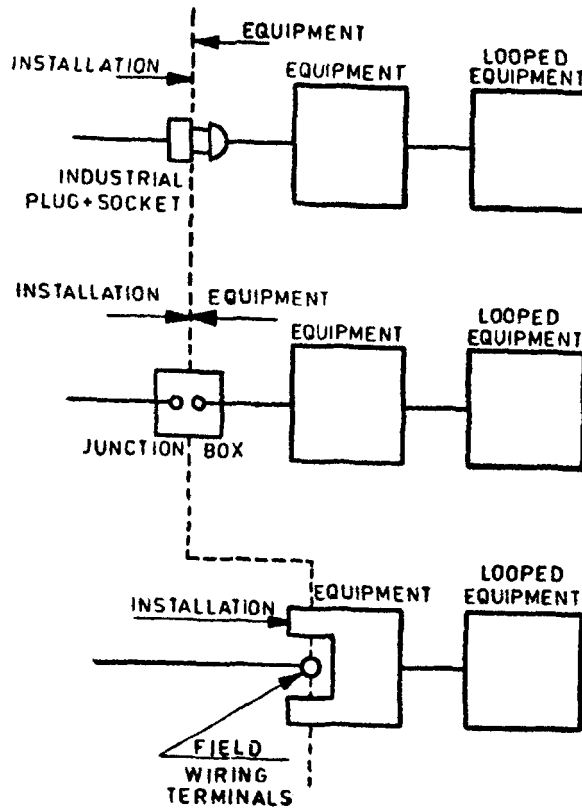 EQUIPMENT
INSTALLATION
EQUIPMENT
LOOPED
EQUIPMENT
INDUSTRIAL
PLUG+SOCKET
INSTALLATION
EQUIPMENT
EQUIPMENT
LOOPED
EQUIPMENT
JUNCTION BOX
INSTALLATION
EQUIPMENT
LOOPED
EQUIPMENT
FIELD
WIRING
TERMINALS